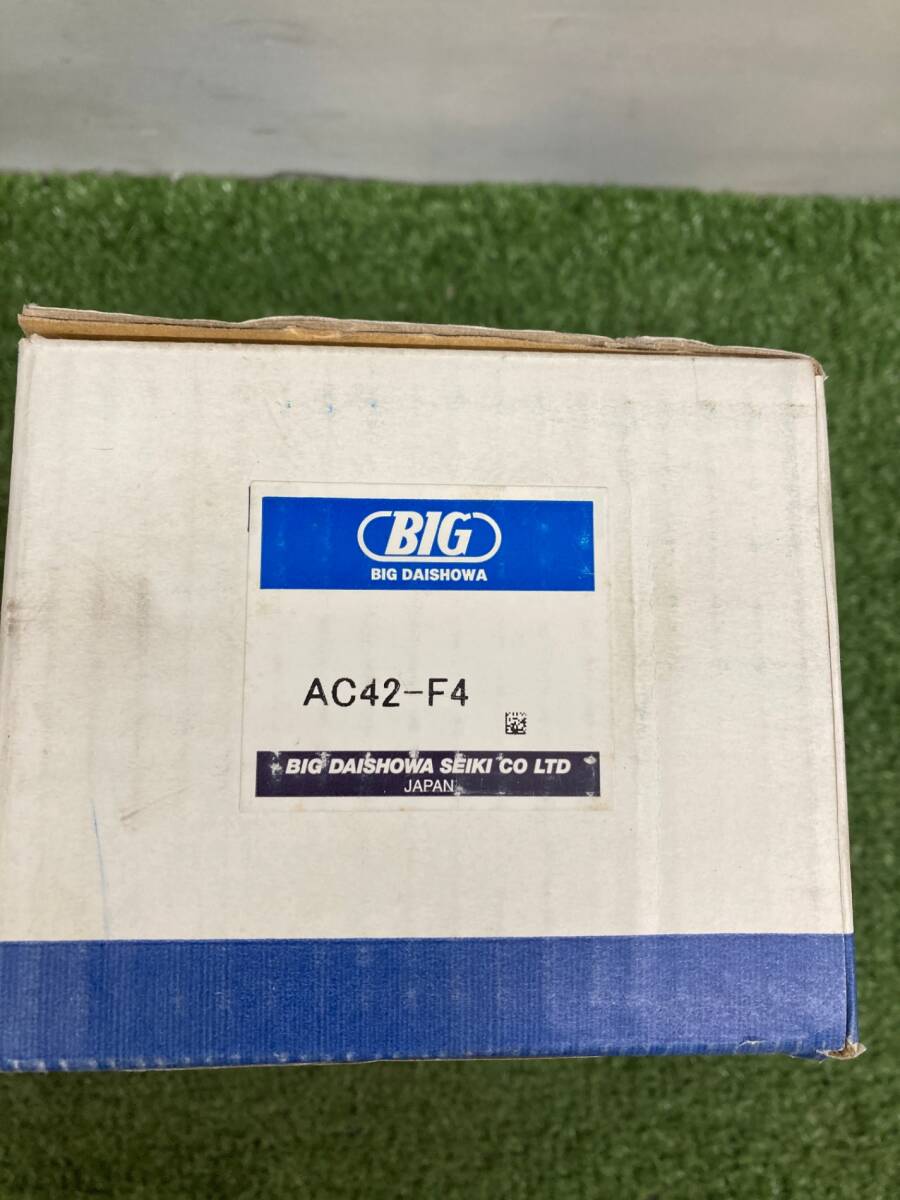 BIG
BIG DAISHOWA
AC42-F4
BIG DAISHOWA SEIKI CO LTD
JAPAN